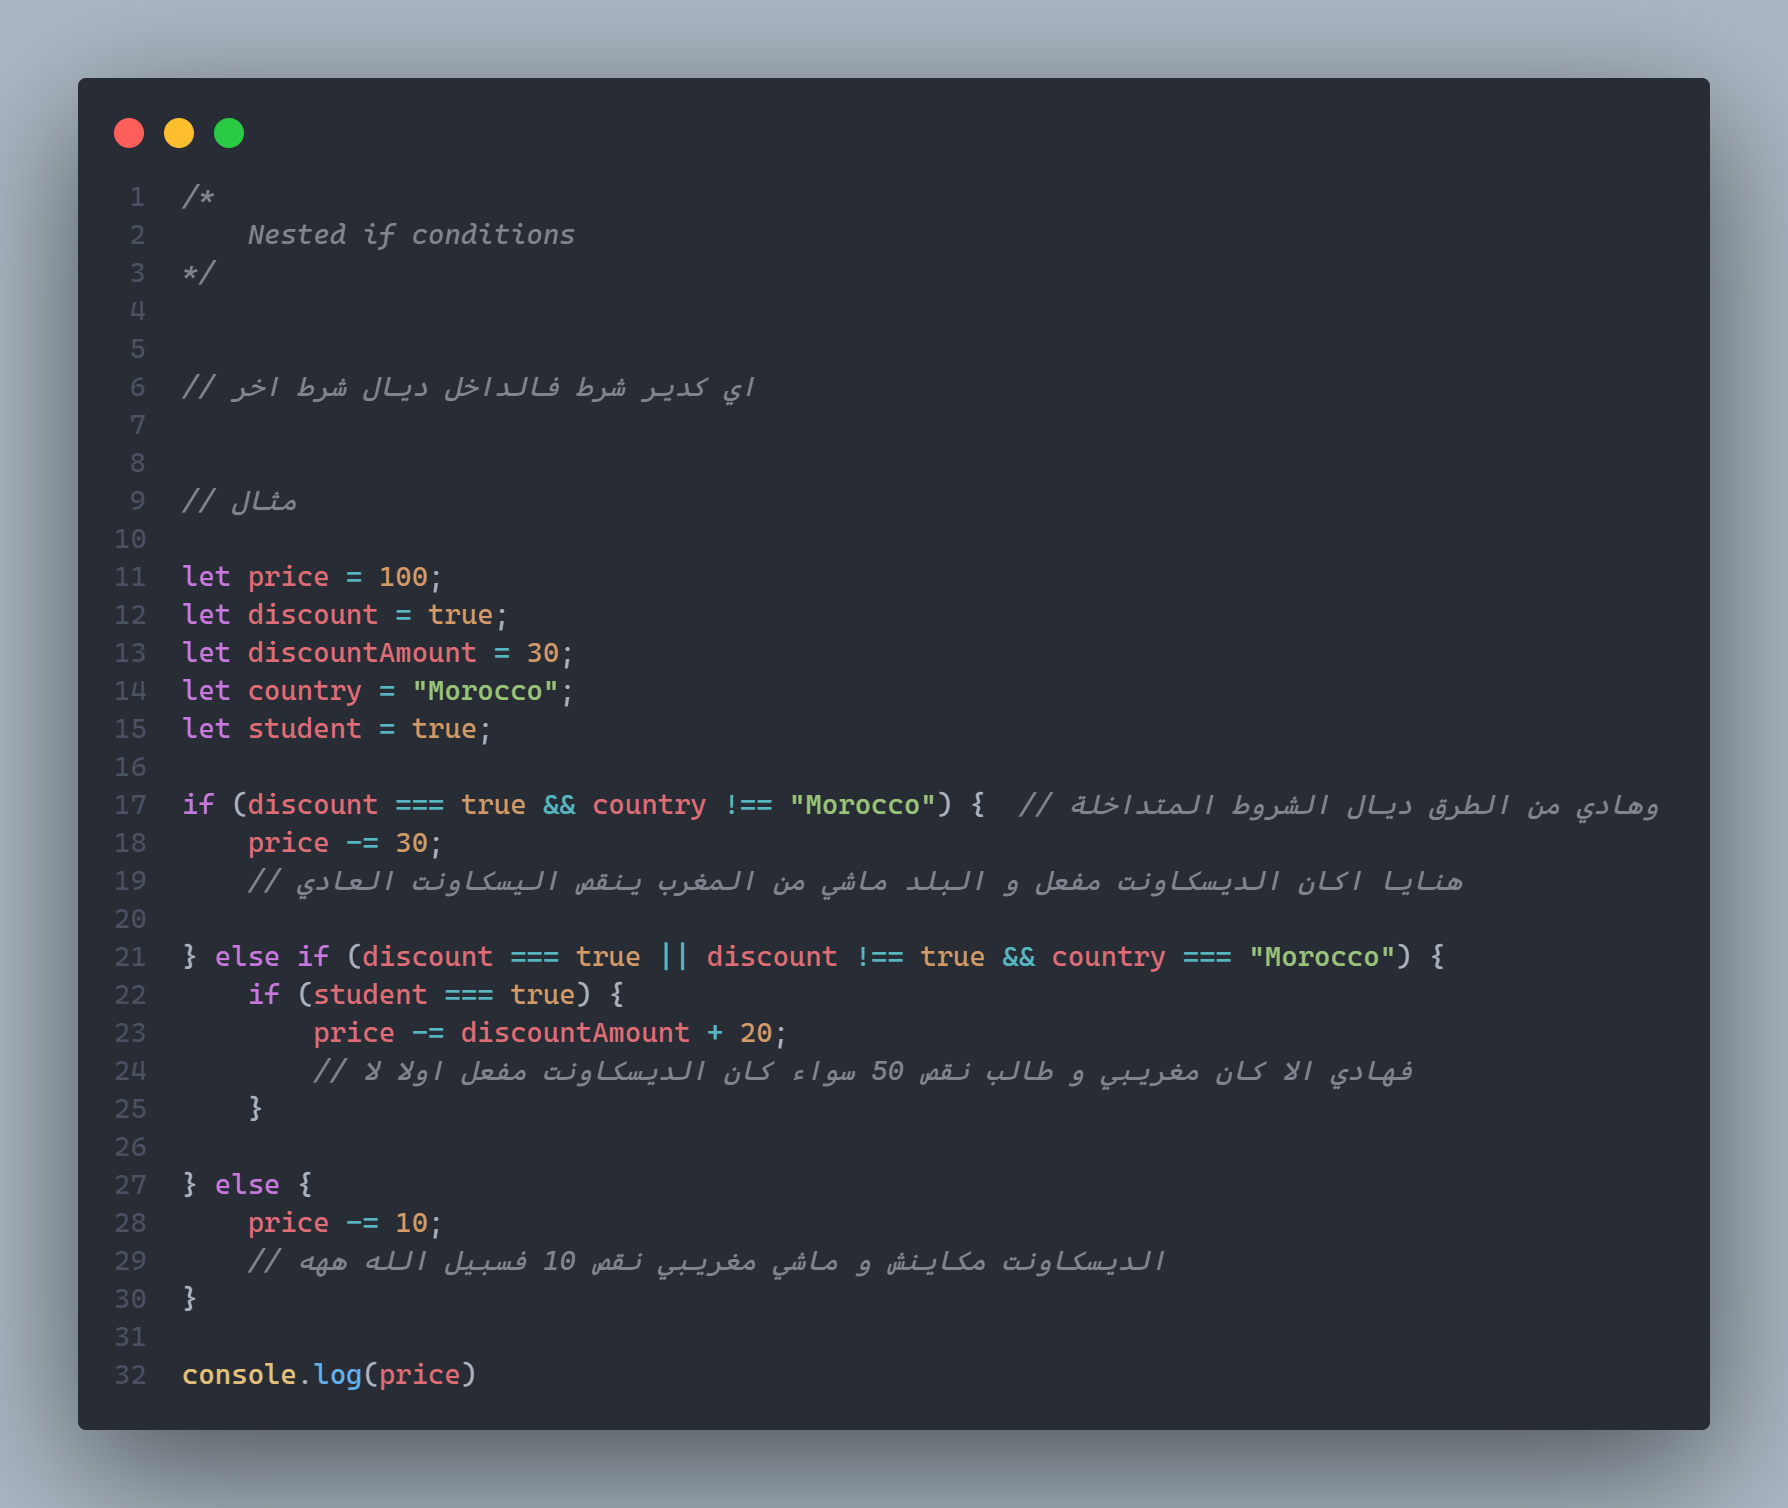 1 /*
2 Nested if conditions
3 */
4
5
6 // اي كدير شرط فالداخل ديال شرط اخر
7
8
9 // مثال
10
11 let price = 100;
12 let discount = true;
13 let discountAmount = 30;
14 let country = "Morocco";
15 let student = true;
16
17 if (discount === true && country !== "Morocco") {  // وهادي من الطرق ديال الشروط المتداخلة
18     price -= 30;
19     // هنايا اكان الديسكاونت مفعل و البلد ماشي من المغرب ينقص اليسكاونت العادي
20
21 } else if (discount === true || discount !== true && country === "Morocco") {
22     if (student === true) {
23         price -= discountAmount + 20;
24         // فهادي الا كان مغريبي و طالب نقص 50 سواء كان الديسكاونت مفعل اولا لا
25     }
26
27 } else {
28     price -= 10;
29     // الديسكاونت مكاينش و ماشي مغريبي نقص 10 فسبيل الله ههه
30 }
31
32 console.log(price)